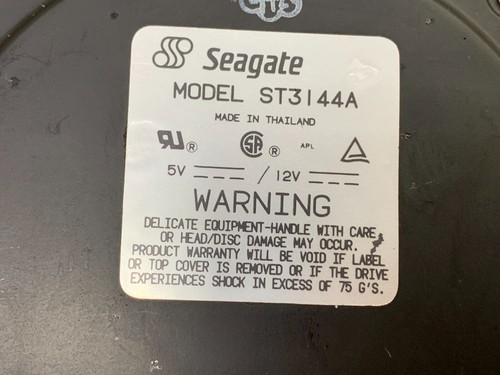 Seagate
MODEL ST3144A
MADE IN THAILAND
APL
5V / 12V
WARNING
DELICATE EQUIPMENT-HANDLE WITH CARE
OR HEAD/DISC DAMAGE MAY OCCUR.
PRODUCT WARRANTY WILL BE VOID IF LABEL
OR TOP COVER IS REMOVED OR IF THE DRIVE
EXPERIENCES SHOCK IN EXCESS OF 75 G'S.